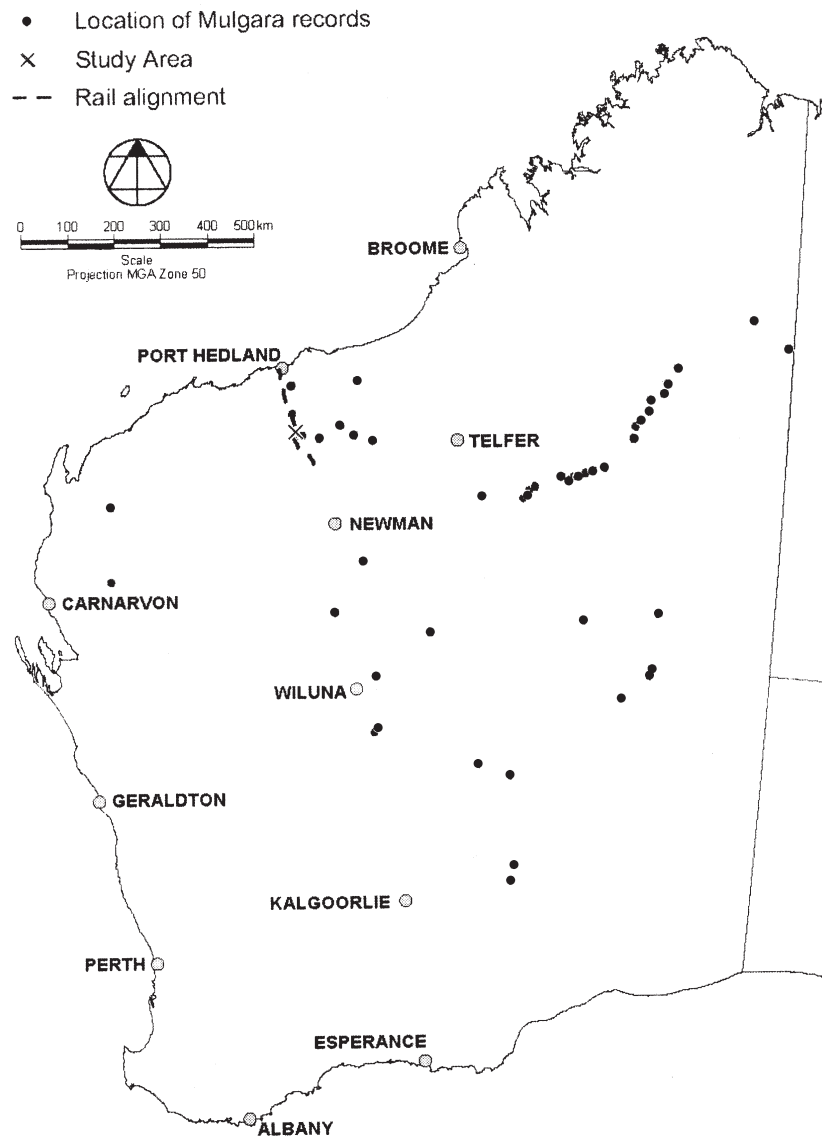 Location of Mulgara records
Study Area
Rail alignment
0 100 200 300 400 500 km
Scale
Projection MGA Zone 50
BROOME
PORT HEDLAND
TELFER
NEWMAN
CARNARVON
WILUNA
GERALDTON
KALGOORLIE
PERTH
ESPERANCE
ALBANY